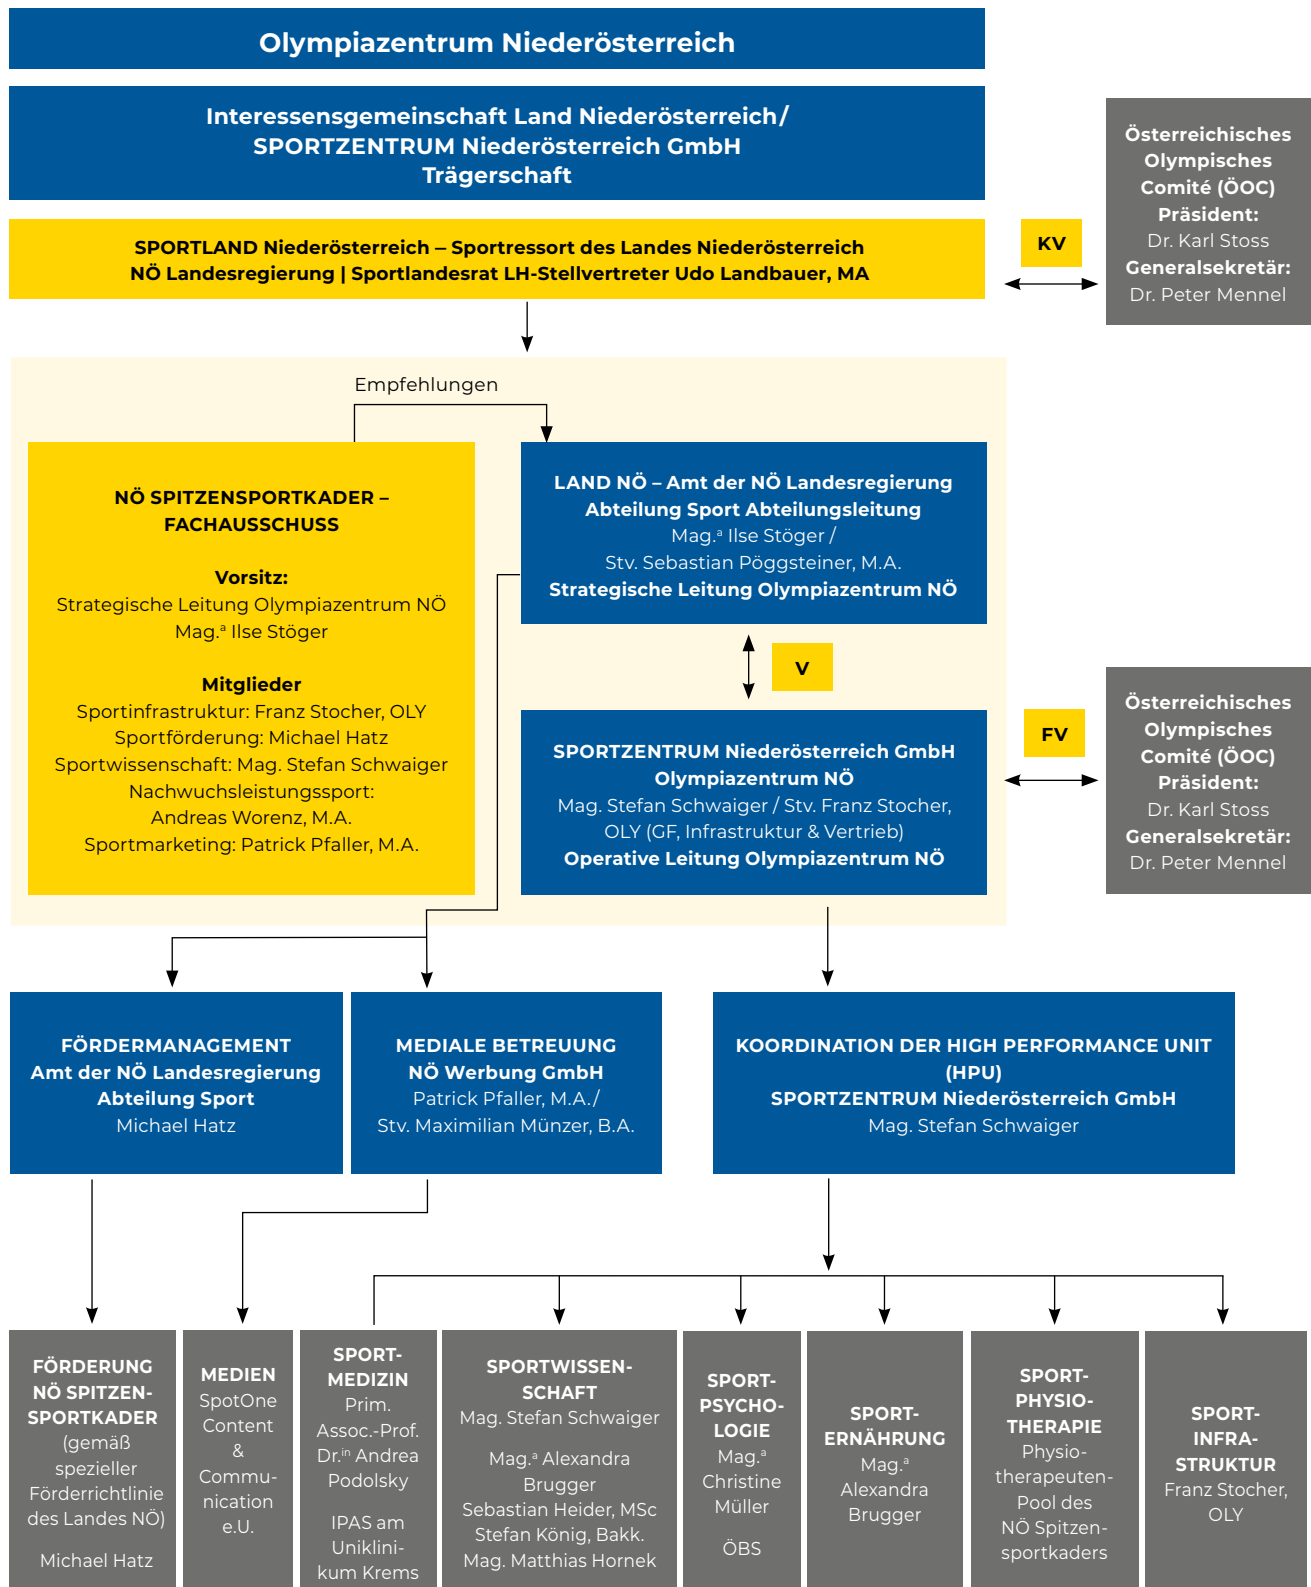 Olympiazentrum Niederösterreich
Interessensgemeinschaft Land Niederösterreich/
SPORTZENTRUM Niederösterreich GmbH
Trägerschaft
SPORTLAND Niederösterreich – Sportressort des Landes Niederösterreich
NÖ Landesregierung | Sportlandesrat LH-Stellvertreter Udo Landbauer, MA
KV
Österreichisches
Olympisches
Comité (ÖOC)
Präsident:
Dr. Karl Stoss
Generalsekretär:
Dr. Peter Mennel
Empfehlungen
NÖ SPITZENSPORTKADER –
FACHAUSSCHUSS
Vorsitz:
Strategische Leitung Olympiazentrum NÖ
Mag.ª Ilse Stöger
Mitglieder
Sportinfrastruktur: Franz Stocher, OLY
Sportförderung: Michael Hatz
Sportwissenschaft: Mag. Stefan Schwaiger
Nachwuchsleistungssport:
Andreas Worenz, M.A.
Sportmarketing: Patrick Pfaller, M.A.
LAND NÖ – Amt der NÖ Landesregierung
Abteilung Sport Abteilungsleitung
Mag.ª Ilse Stöger /
Stv. Sebastian Pöggsteiner, M.A.
Strategische Leitung Olympiazentrum NÖ
V
SPORTZENTRUM Niederösterreich GmbH
Olympiazentrum NÖ
Mag. Stefan Schwaiger / Stv. Franz Stocher,
OLY (GF, Infrastruktur & Vertrieb)
Operative Leitung Olympiazentrum NÖ
FV
Österreichisches
Olympisches
Comité (ÖOC)
Präsident:
Dr. Karl Stoss
Generalsekretär:
Dr. Peter Mennel
FÖRDERMANAGEMENT
Amt der NÖ Landesregierung
Abteilung Sport
Michael Hatz
MEDIALE BETREUUNG
NÖ Werbung GmbH
Patrick Pfaller, M.A./
Stv. Maximilian Münzer, B.A.
KOORDINATION DER HIGH PERFORMANCE UNIT
(HPU)
SPORTZENTRUM Niederösterreich GmbH
Mag. Stefan Schwaiger
FÖRDERUNG
NÖ SPITZEN-
SPORTKADER
(gemäß
spezieller
Förderrichtlinie
des Landes NÖ)
Michael Hatz
MEDIEN
SpotOne
Content
&
Commu-
nication
e.U.
SPORT-
MEDIZIN
Prim.
Assoc.-Prof.
Dr.ⁱⁿ Andrea
Podolsky
IPAS am
Uniklini-
kum Krems
SPORTWISSEN-
SCHAFT
Mag. Stefan Schwaiger
Mag.ª Alexandra
Brugger
Sebastian Heider, MSc
Stefan König, Bakk.
Mag. Matthias Hornek
SPORT-
PSYCHO-
LOGIE
Mag.ª
Christine
Müller
ÖBS
SPORT-
ERNÄHRUNG
Mag.ª
Alexandra
Brugger
SPORT-
PHYSIO-
THERAPIE
Physio-
therapeuten-
Pool des
NÖ Spitzen-
sportkaders
SPORT-
INFRA-
STRUKTUR
Franz Stocher,
OLY